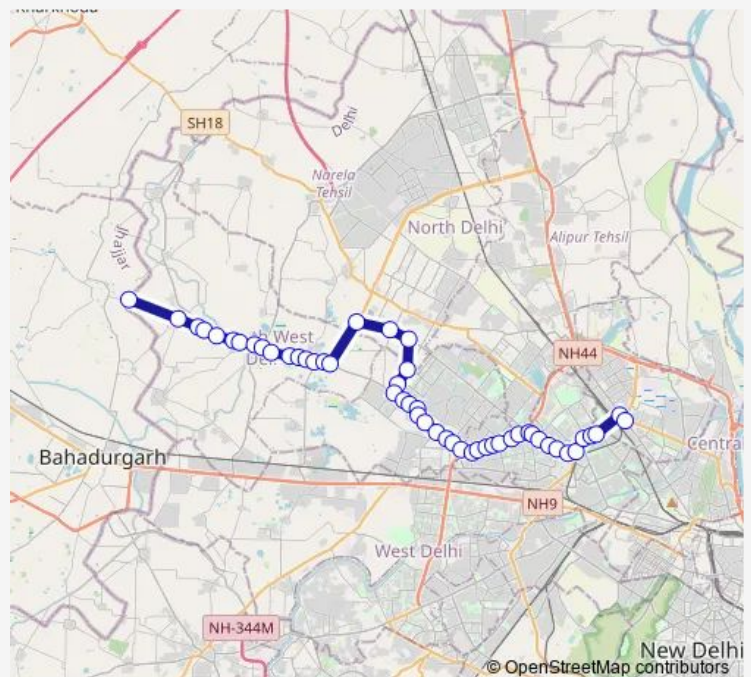 SH18
Delhi
Narela
Tehsil
North Delhi
Alipur Tehsil
Jhajjar
NH44
Central
Bahadurgarh
NH9
West Delhi
NH-344M
New Delhi
© OpenStreetMap contributors